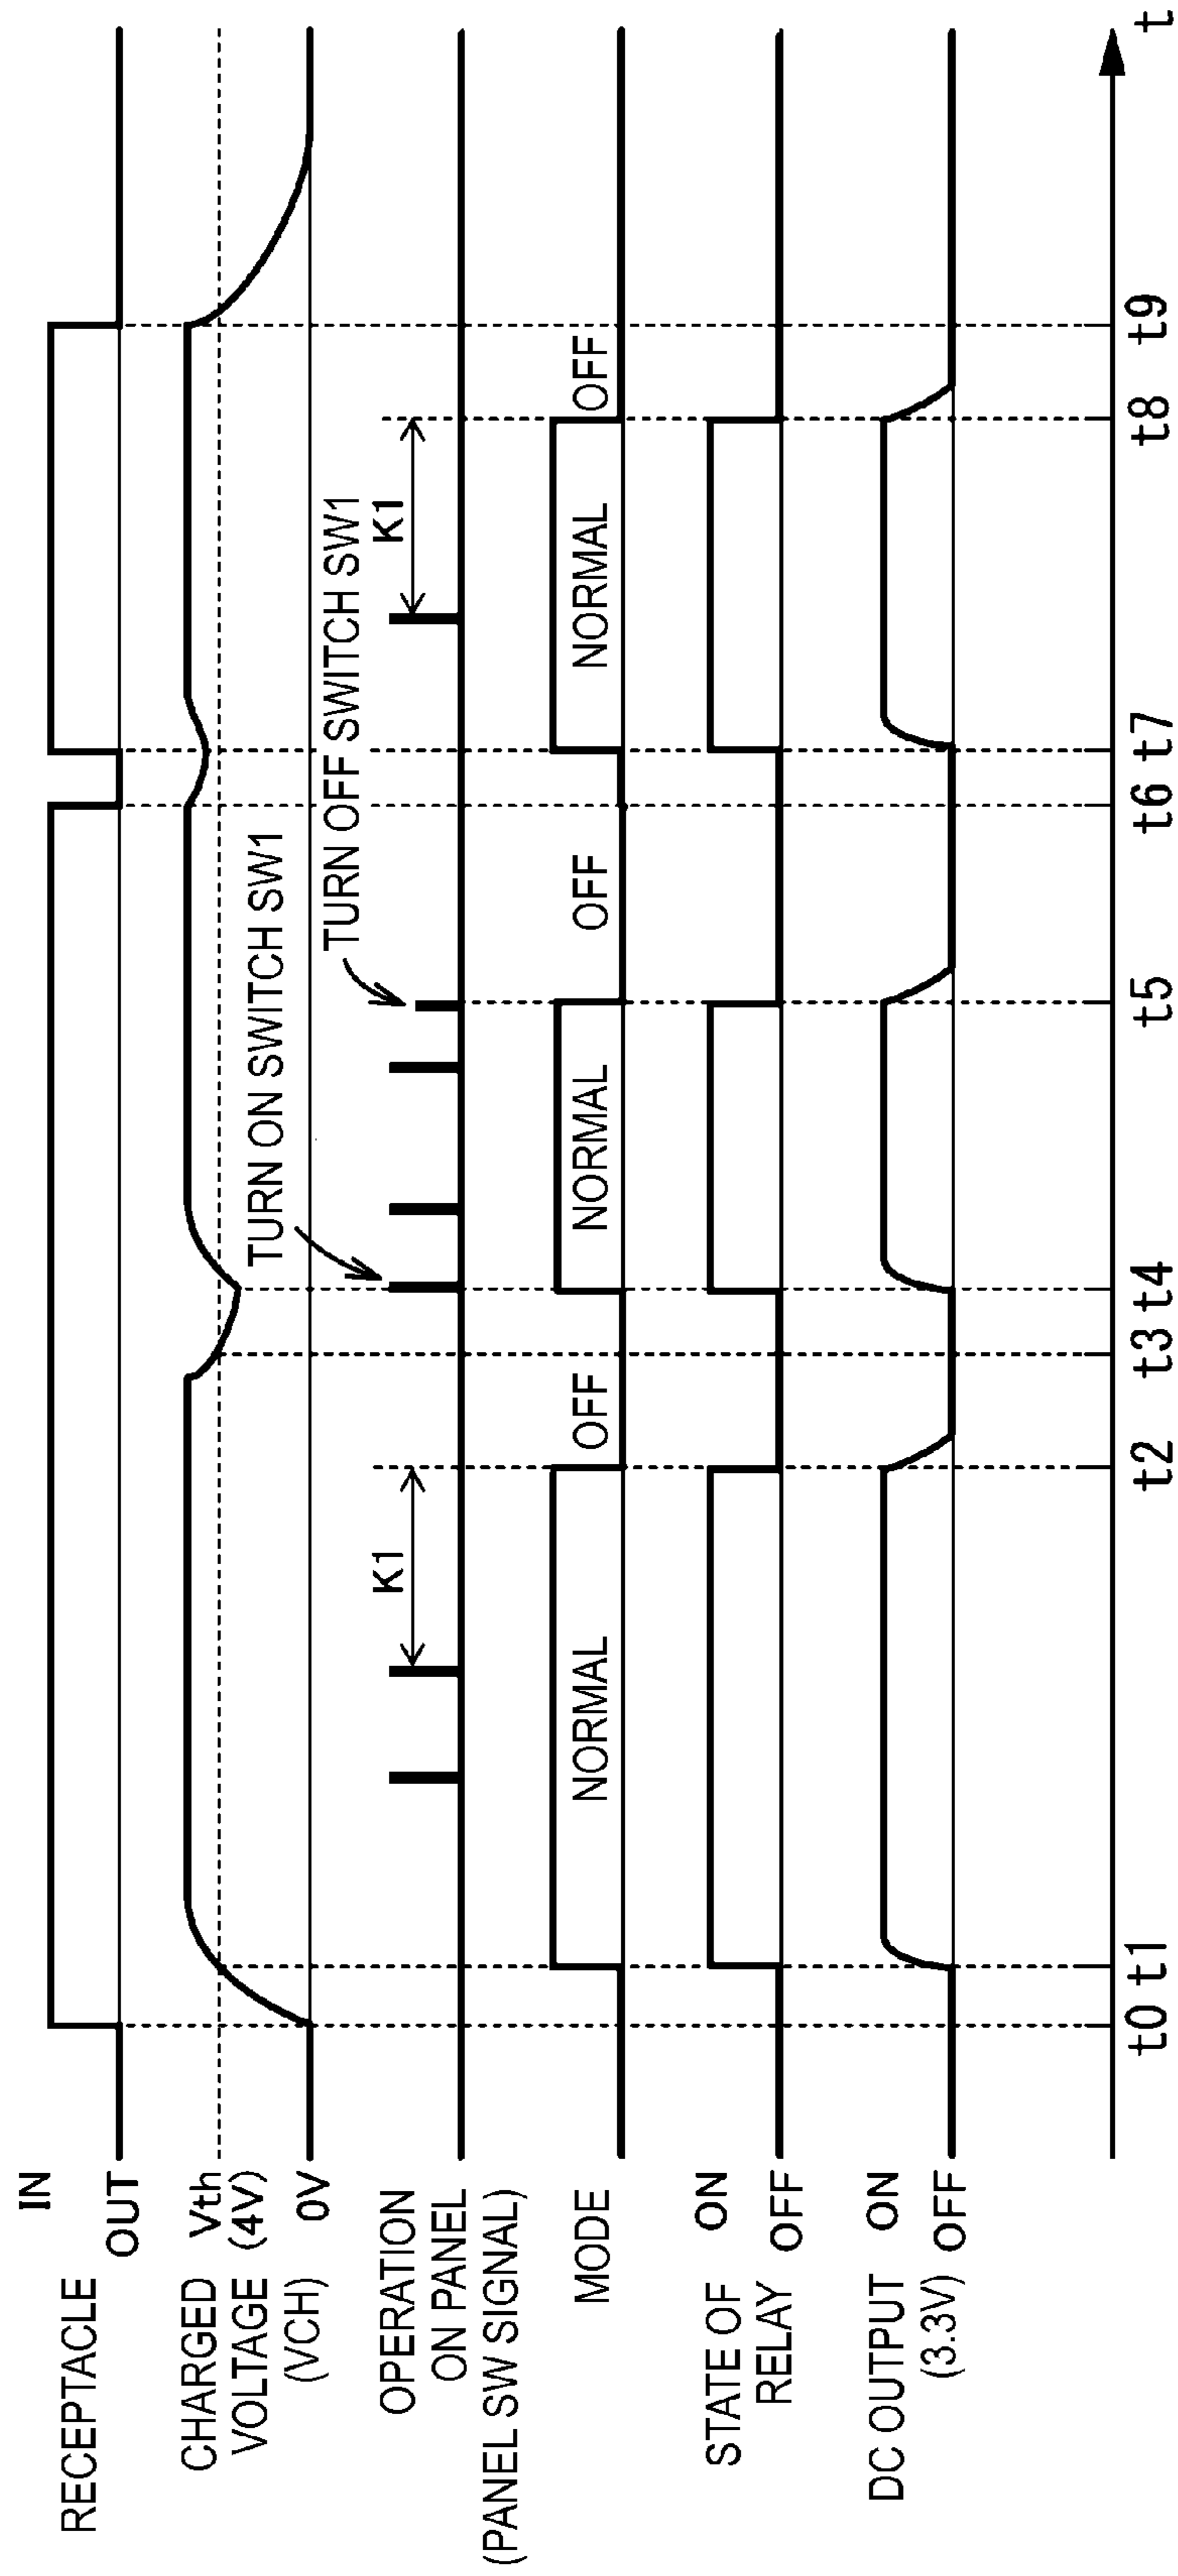 RECEPTACLE
IN
OUT
CHARGED
VOLTAGE
(VCH)
Vth
(4V)
0V
OPERATION
ON PANEL
(PANEL SW SIGNAL)
K1
TURN ON SWITCH SW1
TURN OFF SWITCH SW1
K1
MODE
NORMAL
OFF
NORMAL
OFF
NORMAL
OFF
STATE OF
RELAY
ON
OFF
DC OUTPUT
(3.3V)
ON
OFF
t0 t1 t2 t3 t4 t5 t6 t7 t8 t9 t